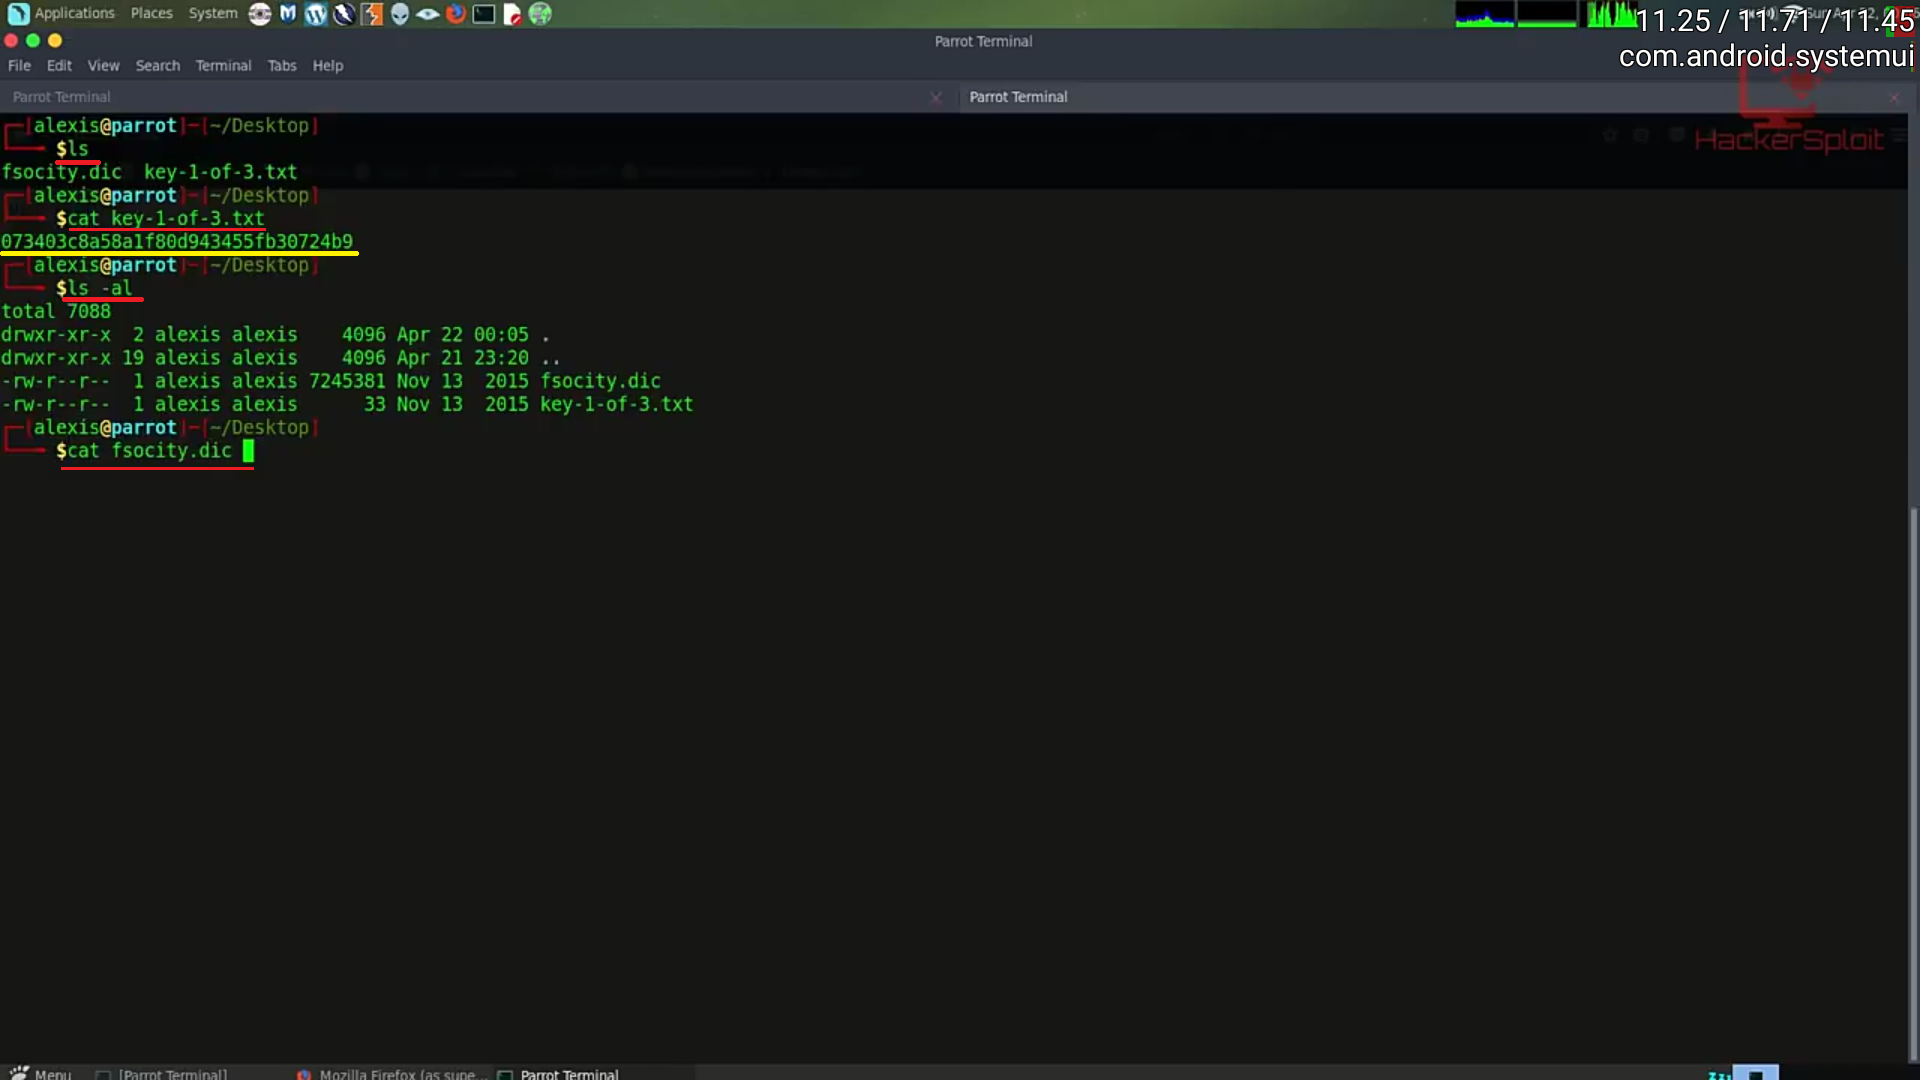 Applications Places System
11.25 / 11.71 / 11.45
com.android.systemui
Parrot Terminal
File Edit View Search Terminal Tabs Help
Parrot Terminal
Parrot Terminal
HackerSploit
[alexis@parrot]-[~/Desktop]
$ls
fsocity.dic key-1-of-3.txt
[alexis@parrot]-[~/Desktop]
$cat key-1-of-3.txt
073403c8a58a1f80d943455fb30724b9
[alexis@parrot]-[~/Desktop]
$ls -al
total 7088
drwxr-xr-x 2 alexis alexis 4096 Apr 22 00:05 .
drwxr-xr-x 19 alexis alexis 4096 Apr 21 23:20 ..
-rw-r--r-- 1 alexis alexis 7245381 Nov 13 2015 fsocity.dic
-rw-r--r-- 1 alexis alexis 33 Nov 13 2015 key-1-of-3.txt
[alexis@parrot]-[~/Desktop]
$cat fsocity.dic
Menu [Parrot Terminal] Mozilla Firefox (as supe... Parrot Terminal